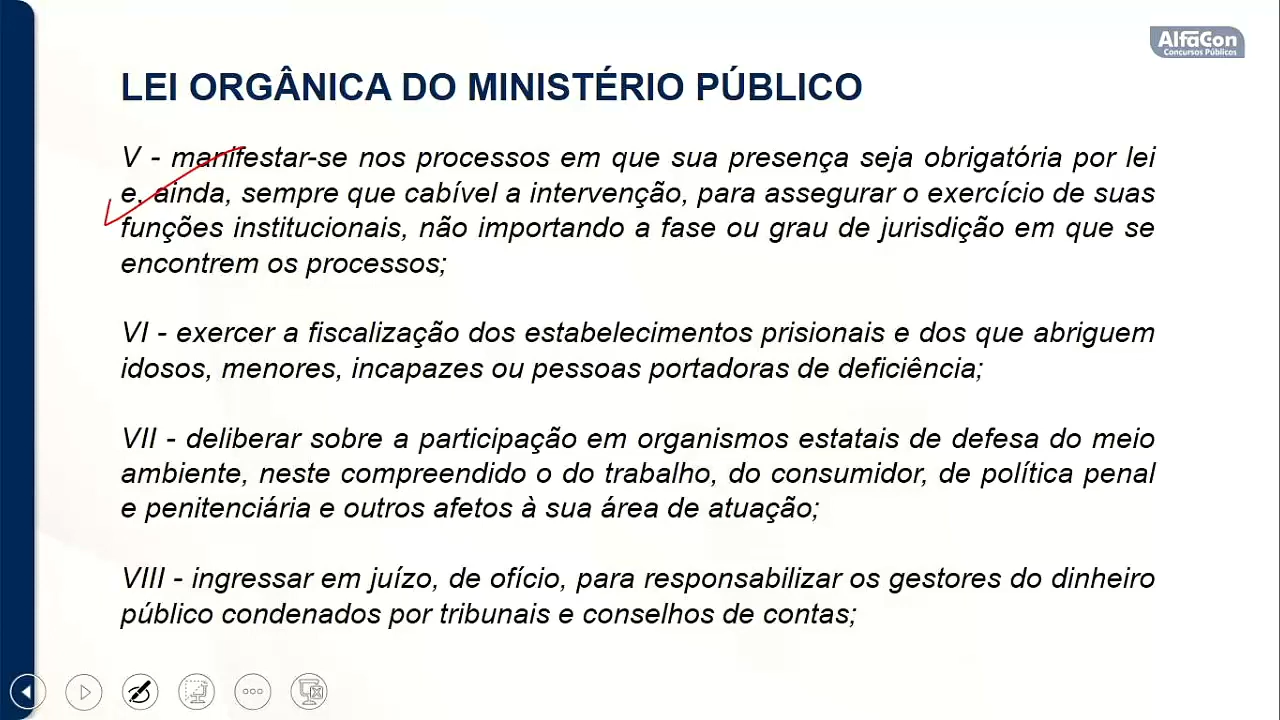 AlfaCon
Concursos Públicos
LEI ORGÂNICA DO MINISTÉRIO PÚBLICO
V - manifestar-se nos processos em que sua presença seja obrigatória por lei
e, ainda, sempre que cabível a intervenção, para assegurar o exercício de suas
funções institucionais, não importando a fase ou grau de jurisdição em que se
encontrem os processos;
VI - exercer a fiscalização dos estabelecimentos prisionais e dos que abriguem
idosos, menores, incapazes ou pessoas portadoras de deficiência;
VII - deliberar sobre a participação em organismos estatais de defesa do meio
ambiente, neste compreendido o do trabalho, do consumidor, de política penal
e penitenciária e outros afetos à sua área de atuação;
VIII - ingressar em juízo, de ofício, para responsabilizar os gestores do dinheiro
público condenados por tribunais e conselhos de contas;